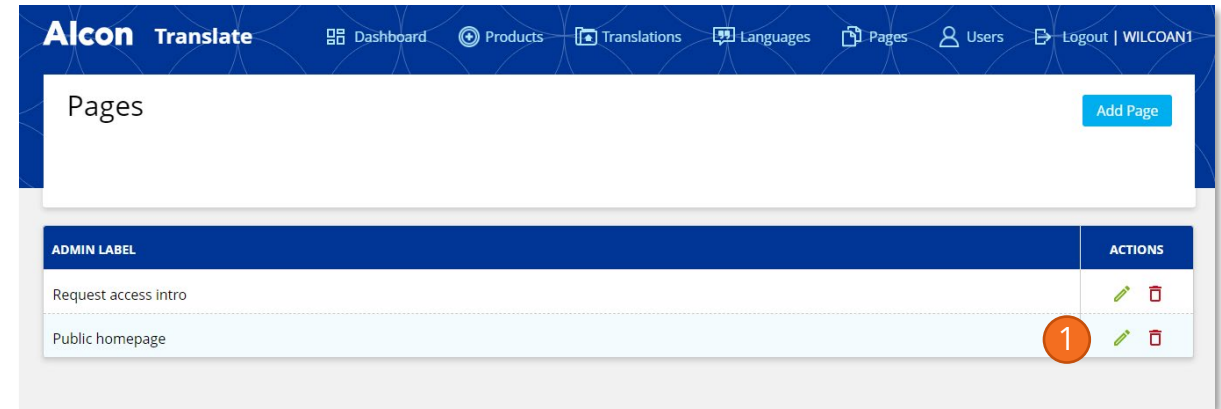 Alcon Translate Dashboard Products Translations Languages Pages Users Logout | WILCOAN1
Pages Add Page
ADMIN LABEL ACTIONS
Request access intro
Public homepage 1